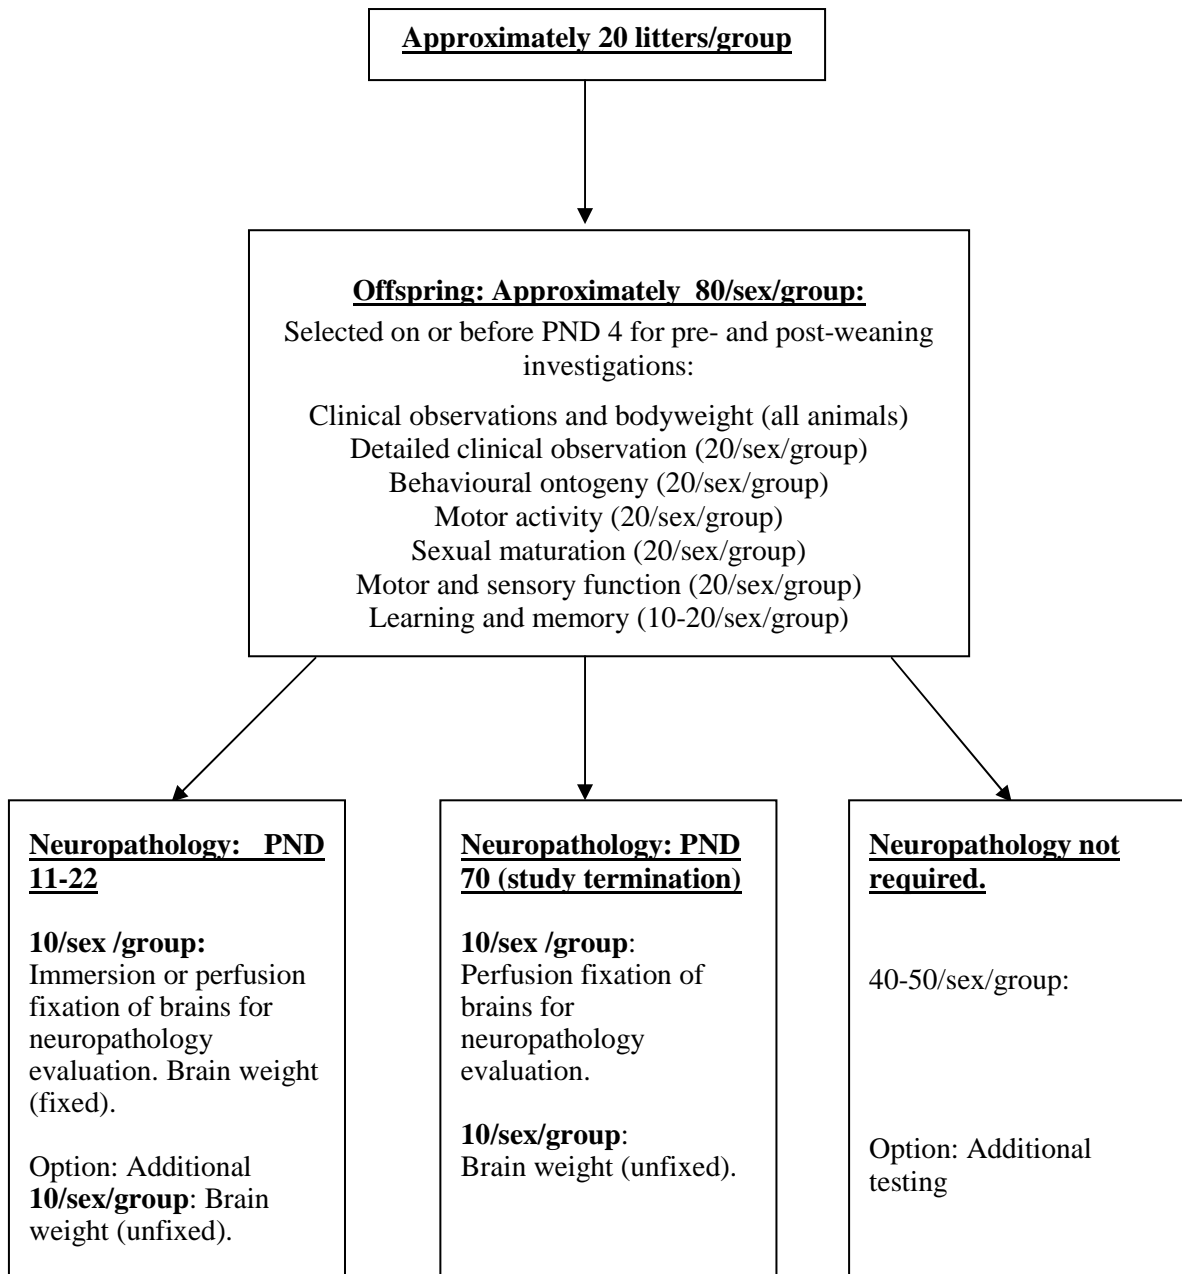 Approximately 20 litters/group
Offspring: Approximately 80/sex/group:
Selected on or before PND 4 for pre- and post-weaning
investigations:
Clinical observations and bodyweight (all animals)
Detailed clinical observation (20/sex/group)
Behavioural ontogeny (20/sex/group)
Motor activity (20/sex/group)
Sexual maturation (20/sex/group)
Motor and sensory function (20/sex/group)
Learning and memory (10-20/sex/group)
Neuropathology: PND
11-22
10/sex /group:
Immersion or perfusion
fixation of brains for
neuropathology
evaluation. Brain weight
(fixed).
Option: Additional
10/sex/group: Brain
weight (unfixed).
Neuropathology: PND
70 (study termination)
10/sex /group:
Perfusion fixation of
brains for
neuropathology
evaluation.
10/sex/group:
Brain weight (unfixed).
Neuropathology not
required.
40-50/sex/group:
Option: Additional
testing